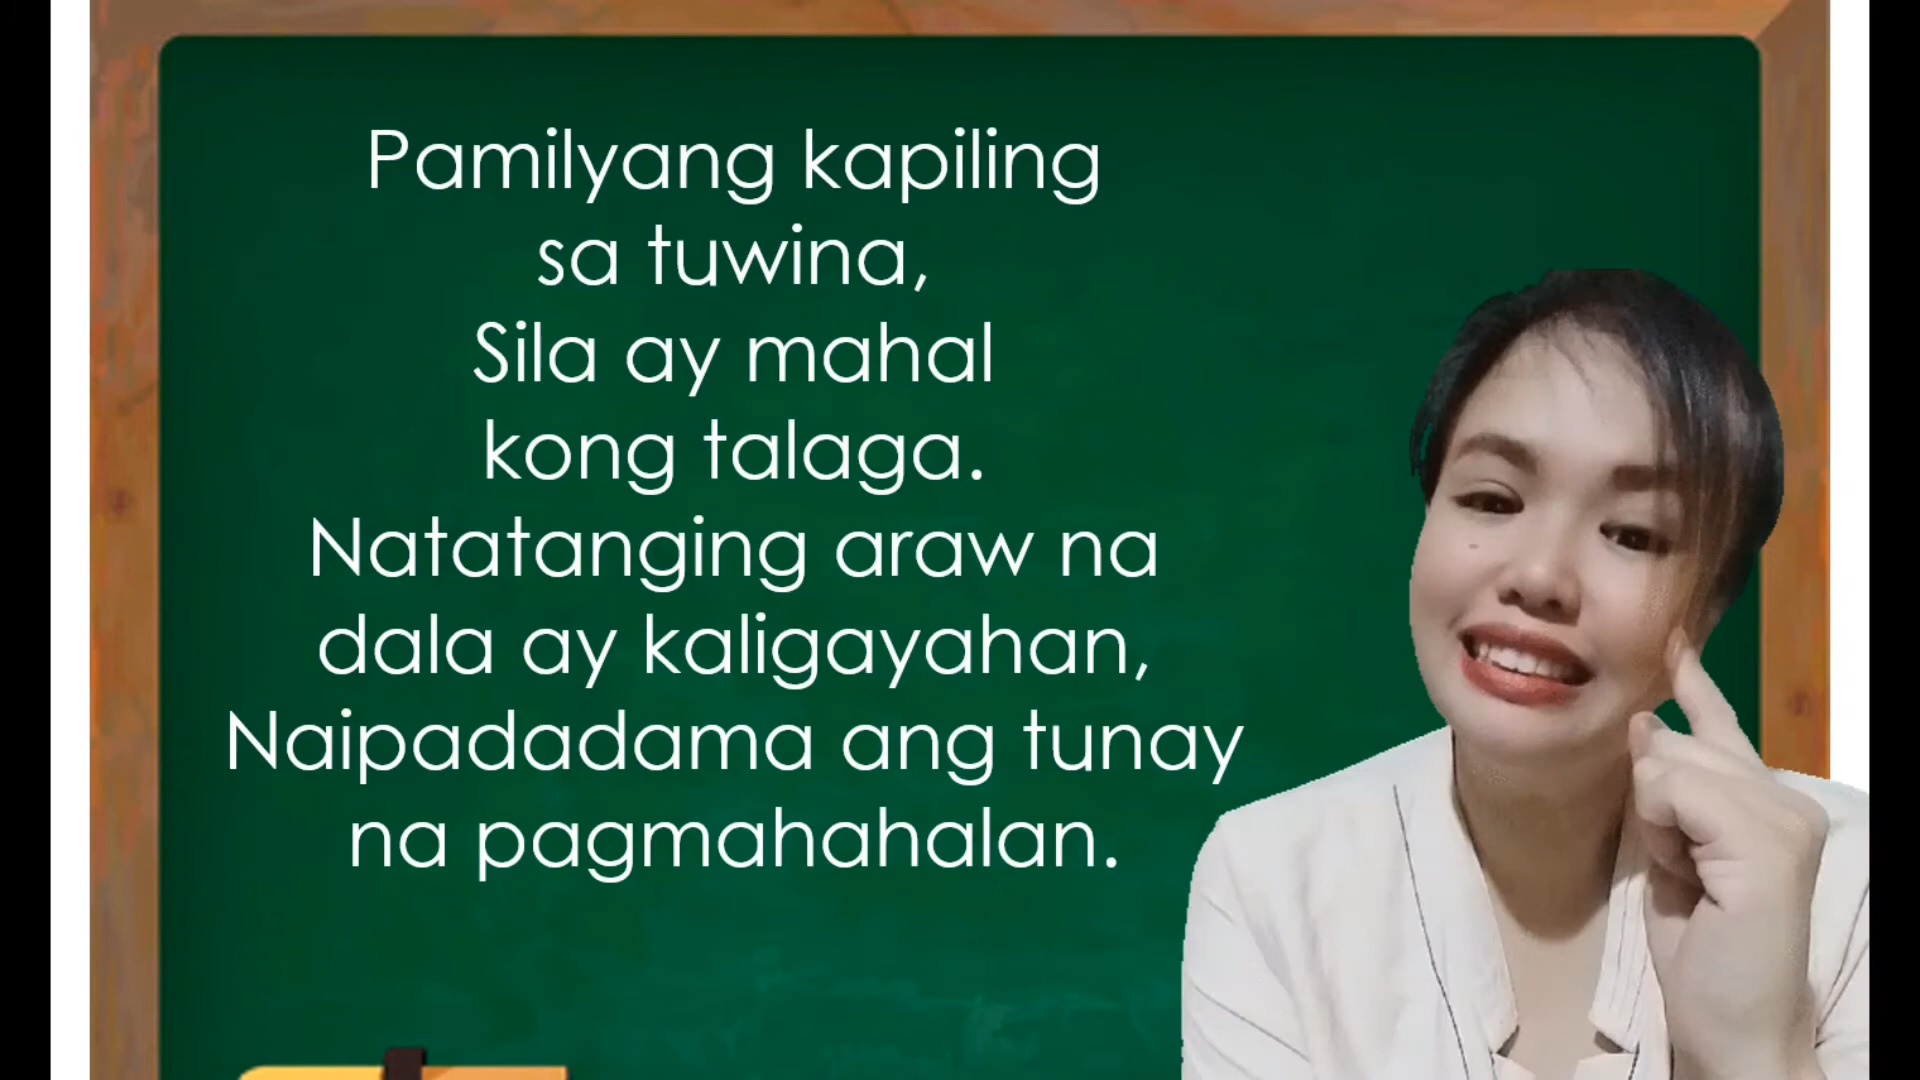 Pamilyang kapiling
sa tuwina,
Sila ay mahal
kong talaga.
Natatanging araw na
dala ay kaligayahan,
Naipadadama ang tunay
na pagmahahalan.